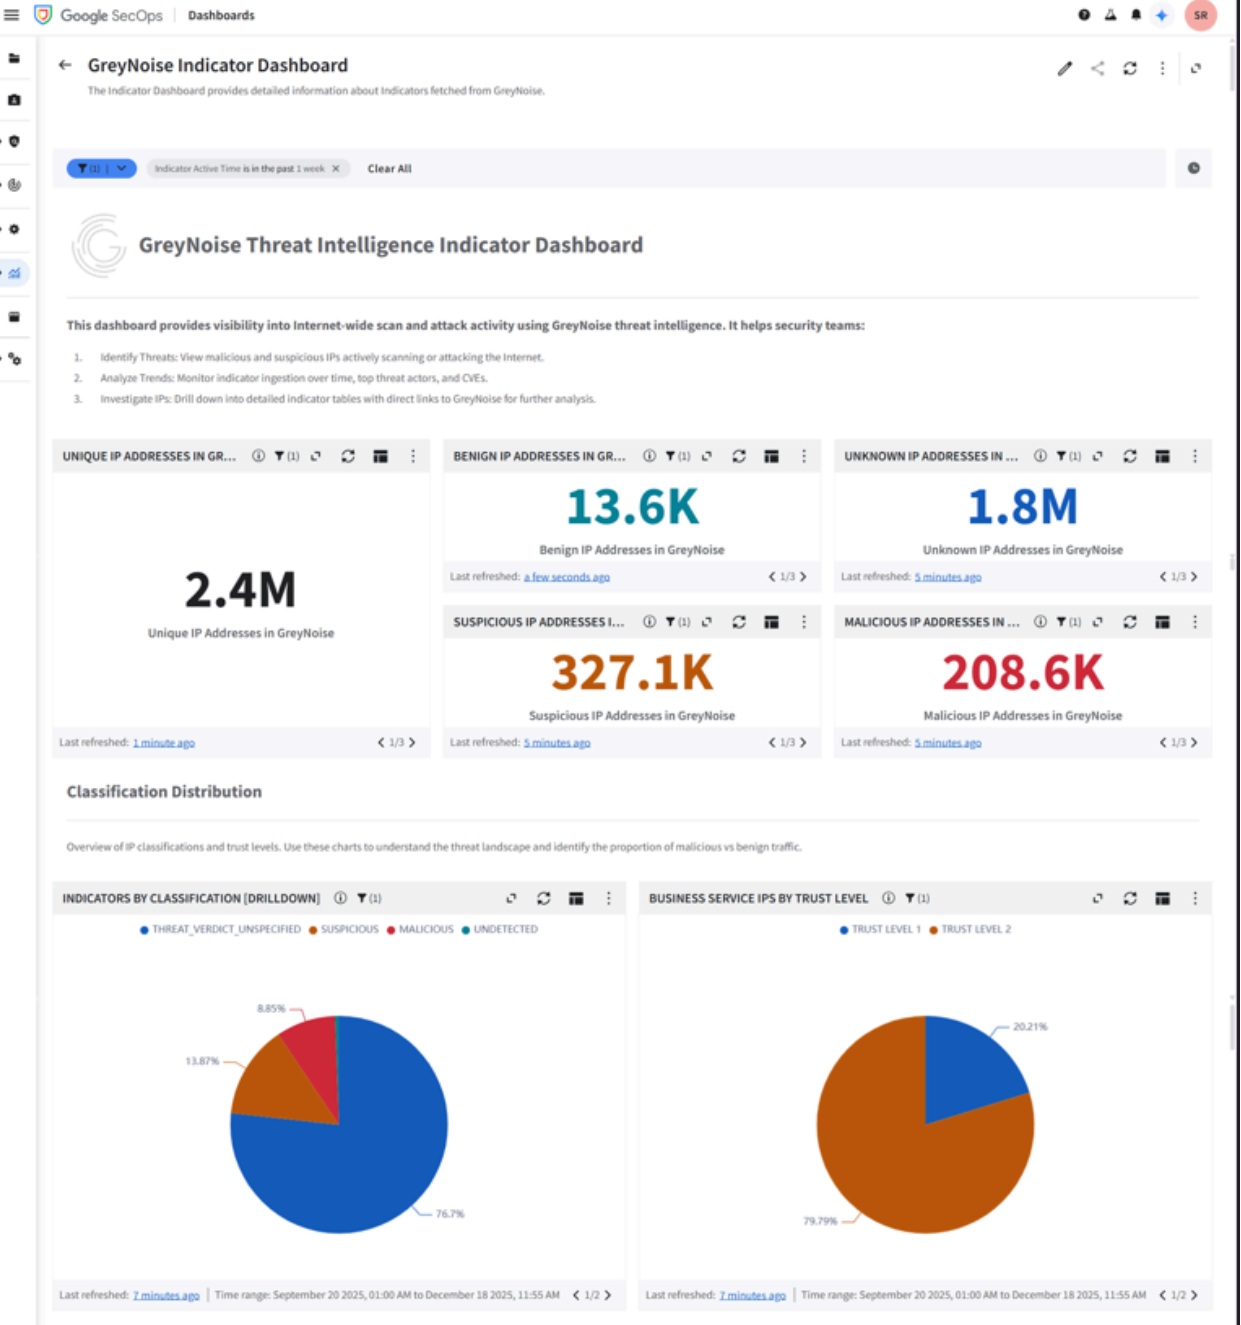 Google SecOps | Dashboards
SR
GreyNoise Indicator Dashboard
The Indicator Dashboard provides detailed information about Indicators fetched from GreyNoise.
(1) | Indicator Active Time is in the past 1 week ✕ Clear All
GreyNoise Threat Intelligence Indicator Dashboard
This dashboard provides visibility into Internet-wide scan and attack activity using GreyNoise threat intelligence. It helps security teams:
1. Identify Threats: View malicious and suspicious IPs actively scanning or attacking the Internet.
2. Analyze Trends: Monitor indicator ingestion over time, top threat actors, and CVEs.
3. Investigate IPs: Drill down into detailed indicator tables with direct links to GreyNoise for further analysis.
UNIQUE IP ADDRESSES IN GR... (1)
2.4M
Unique IP Addresses in GreyNoise
Last refreshed: 1 minute ago 1/3
BENIGN IP ADDRESSES IN GR... (1)
13.6K
Benign IP Addresses in GreyNoise
Last refreshed: a few seconds ago 1/3
UNKNOWN IP ADDRESSES IN ... (1)
1.8M
Unknown IP Addresses in GreyNoise
Last refreshed: 5 minutes ago 1/3
SUSPICIOUS IP ADDRESSES I... (1)
327.1K
Suspicious IP Addresses in GreyNoise
Last refreshed: 5 minutes ago 1/3
MALICIOUS IP ADDRESSES IN ... (1)
208.6K
Malicious IP Addresses in GreyNoise
Last refreshed: 5 minutes ago 1/3
Classification Distribution
Overview of IP classifications and trust levels. Use these charts to understand the threat landscape and identify the proportion of malicious vs benign traffic.
INDICATORS BY CLASSIFICATION [DRILLDOWN] (1)
THREAT_VERDICT_UNSPECIFIED SUSPICIOUS MALICIOUS UNDETECTED
8.85%
13.87%
76.7%
Last refreshed: 7 minutes ago | Time range: September 20 2025, 01:00 AM to December 18 2025, 11:55 AM 1/2
BUSINESS SERVICE IPS BY TRUST LEVEL (1)
TRUST LEVEL 1 TRUST LEVEL 2
20.21%
79.79%
Last refreshed: 7 minutes ago | Time range: September 20 2025, 01:00 AM to December 18 2025, 11:55 AM 1/2